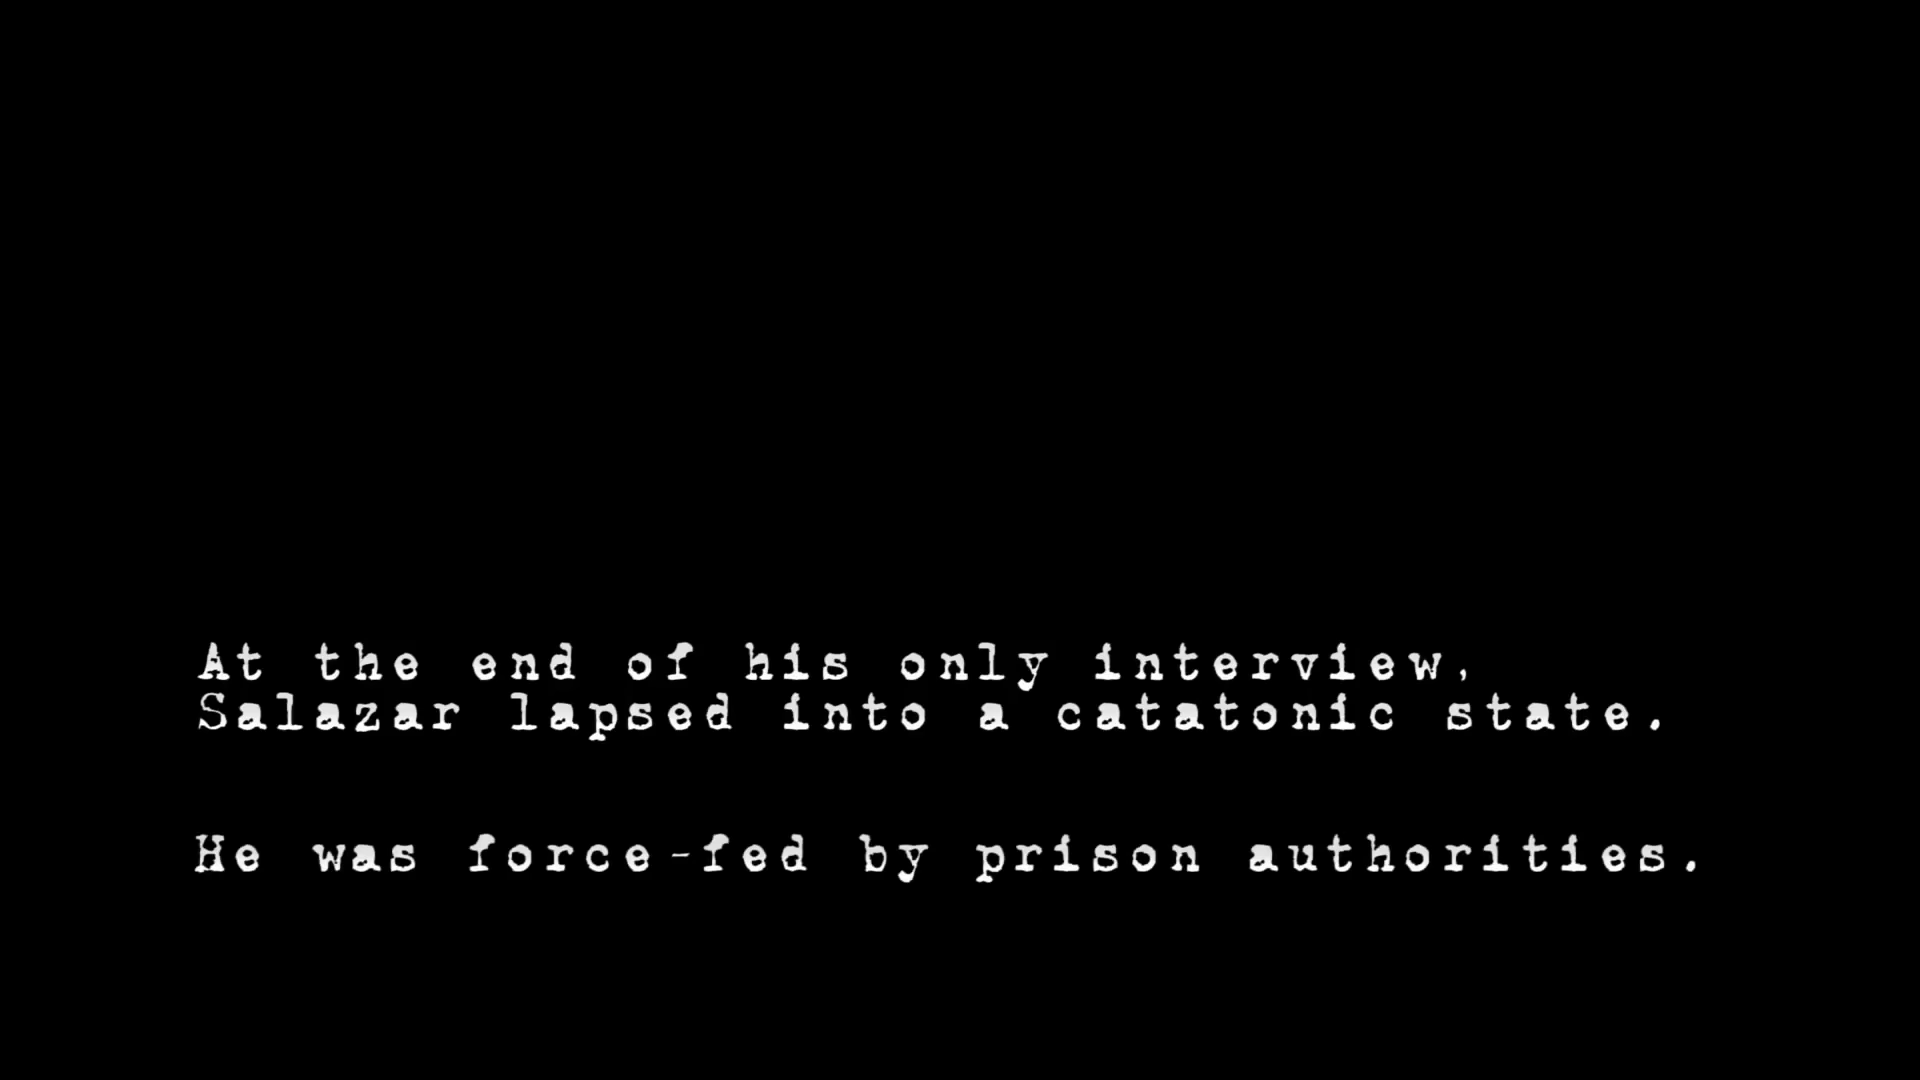 At the end of his only interview,
Salazar lapsed into a catatonic state.
He was force-fed by prison authorities.